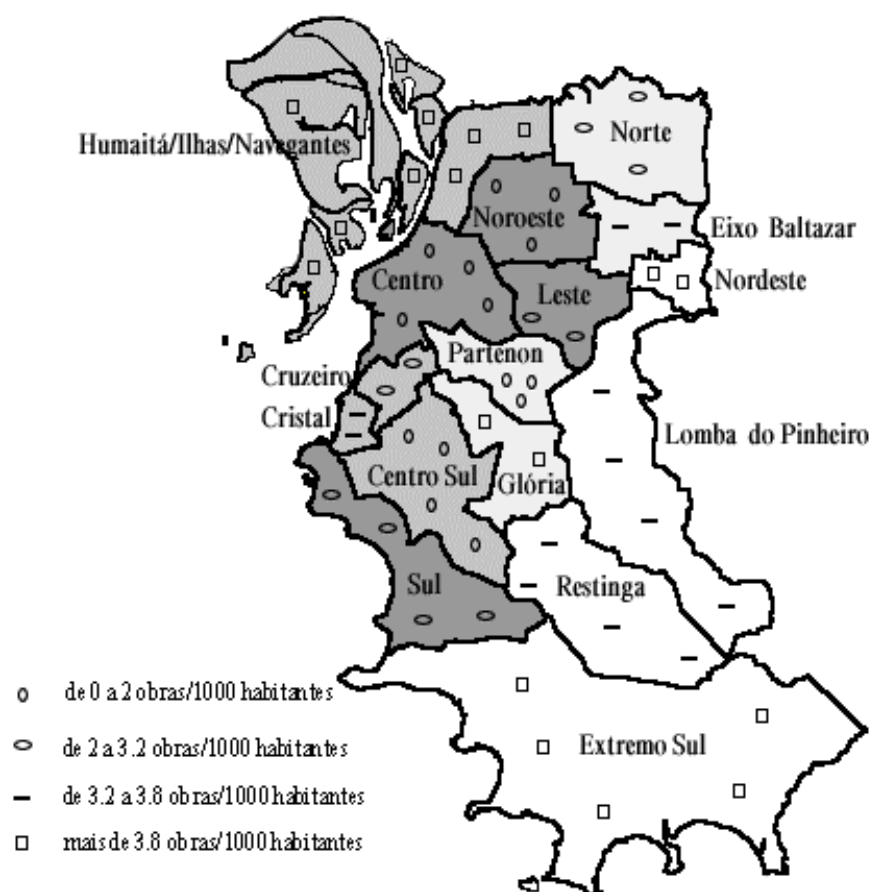 Humaitá/Ilhas/Navegantes
Norte
Noroeste
Eixo Baltazar
Centro
Leste
Nordeste
Partenon
Cruzeiro
Cristal
Lomba do Pinheiro
Centro Sul
Glória
Sul
Restinga
Extremo Sul
de 0 a 2 obras/1000 habitantes
de 2 a 3.2 obras/1000 habitantes
de 3.2 a 3.8 obras/1000 habitantes
mais de 3.8 obras/1000 habitantes